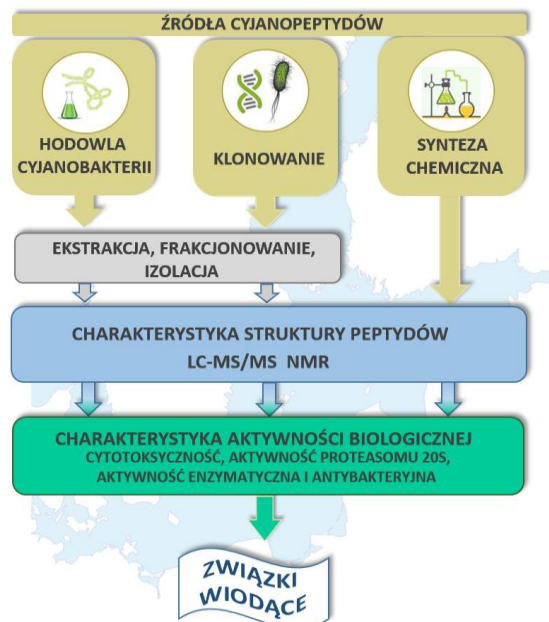 ŹRÓDŁA CYJANOPEPTYDÓW
HODOWLA
CYJANOBAKTERII
KLONOWANIE
SYNTEZA
CHEMICZNA
EKSTRAKCJA, FRAKCJONOWANIE,
IZOLACJA
CHARAKTERYSTYKA STRUKTURY PEPTYDÓW
LC-MS/MS NMR
CHARAKTERYSTYKA AKTYWNOŚCI BIOLOGICZNEJ
CYTOTOKSYCZNOŚĆ, AKTYWNOŚĆ PROTEASOMU 20S,
AKTYWNOŚĆ ENZYMATYCZNA I ANTYBAKTERYJNA
ZWIĄZKI
WIODĄCE